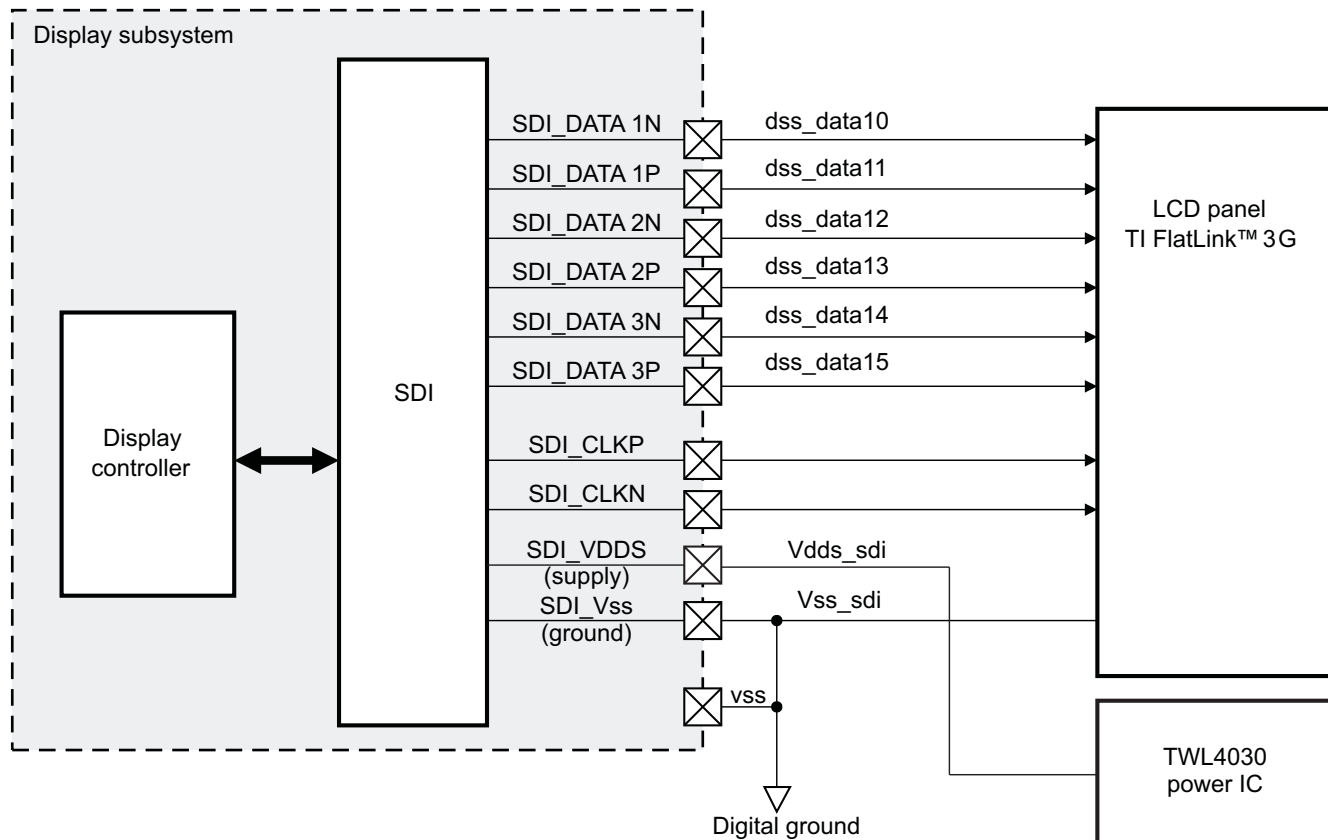 Display subsystem
SDI_DATA 1N
dss_data10
SDI_DATA 1P
dss_data11
SDI_DATA 2N
dss_data12
SDI_DATA 2P
dss_data13
SDI_DATA 3N
dss_data14
SDI_DATA 3P
dss_data15
LCD panel
TI FlatLink™ 3G
SDI
Display
controller
SDI_CLKP
SDI_CLKN
SDI_VDDS
(supply)
Vdds_sdi
SDI_Vss
(ground)
Vss_sdi
vss
TWL4030
power IC
Digital ground